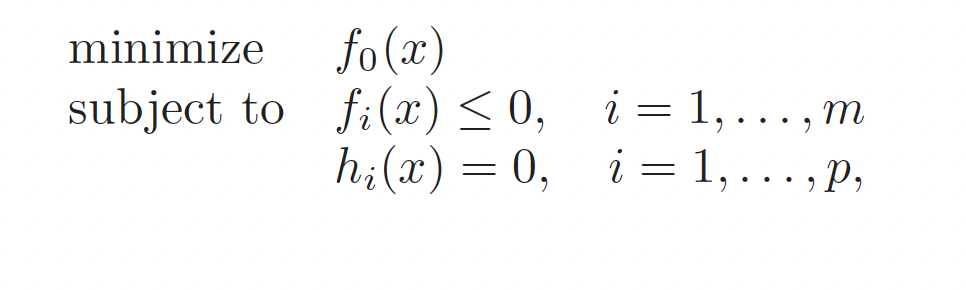 minimize f₀(x)
subject to fᵢ(x) ≤ 0, i = 1, . . . , m
hᵢ(x) = 0, i = 1, . . . , p,